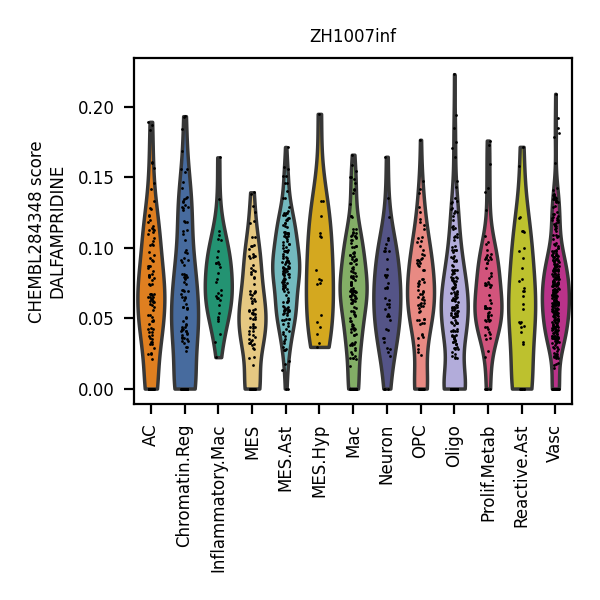 ZH1007inf
CHEMBL284348 score
DALFAMPRIDINE
0.20
0.15
0.10
0.05
0.00
AC
Chromatin.Reg
Inflammatory.Mac
MES
MES.Ast
MES.Hyp
Mac
Neuron
OPC
Oligo
Prolif.Metab
Reactive.Ast
Vasc